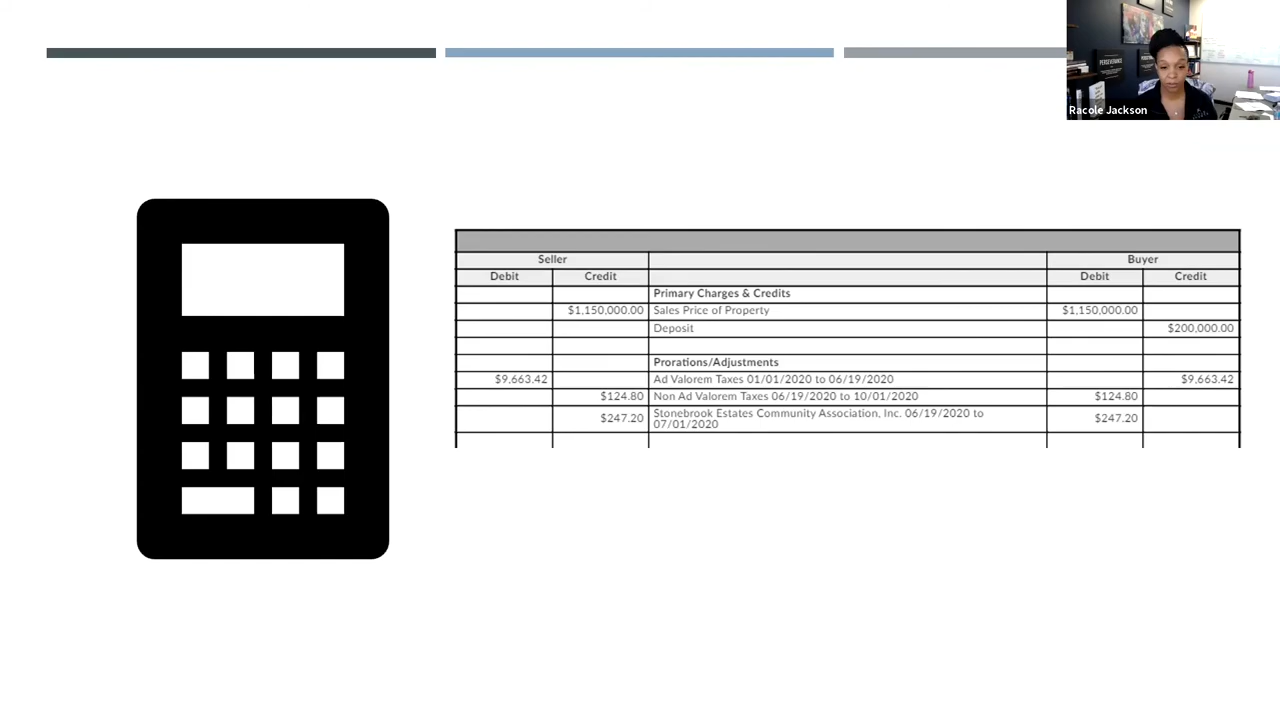 PERSEVERANCE
Racole Jackson
Seller Buyer
Debit Credit Debit Credit
Primary Charges & Credits
$1,150,000.00 Sales Price of Property $1,150,000.00
Deposit $200,000.00
Prorations/Adjustments
$9,663.42 Ad Valorem Taxes 01/01/2020 to 06/19/2020 $9,663.42
$124.80 Non Ad Valorem Taxes 06/19/2020 to 10/01/2020 $124.80
$247.20 Stonebrook Estates Community Association, Inc. 06/19/2020 to $247.20
07/01/2020